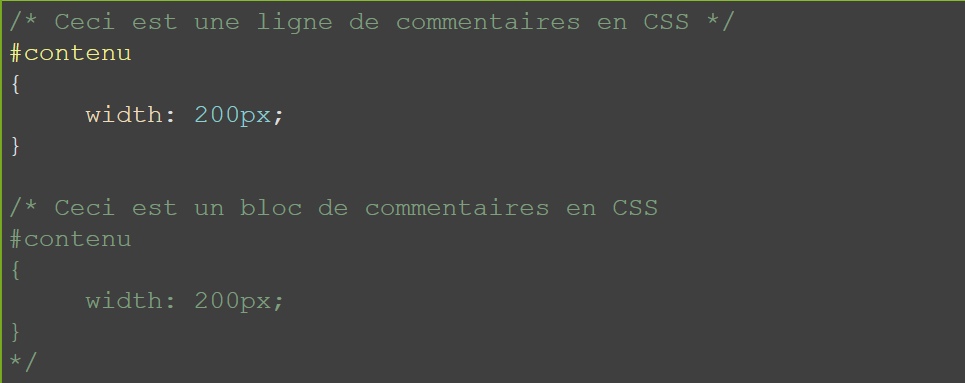 /* Ceci est une ligne de commentaires en CSS */
#contenu
{
     width: 200px;
}

/* Ceci est un bloc de commentaires en CSS
#contenu
{
     width: 200px;
}
*/